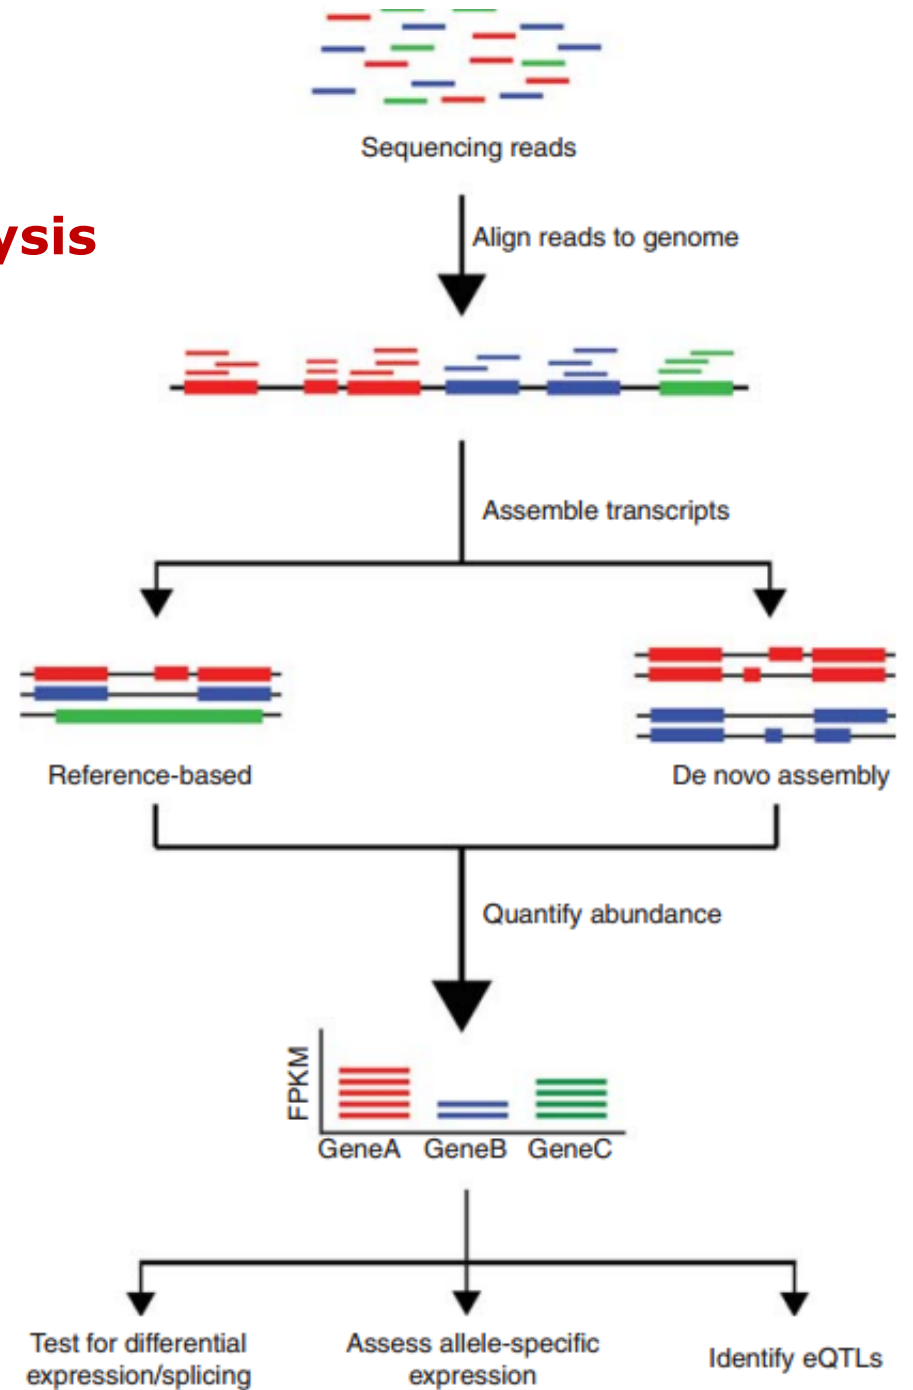 Sequencing reads
ysis
Align reads to genome
Assemble transcripts
Reference-based
De novo assembly
Quantify abundance
FPKM
GeneA GeneB GeneC
Test for differential
expression/splicing
Assess allele-specific
expression
Identify eQTLs